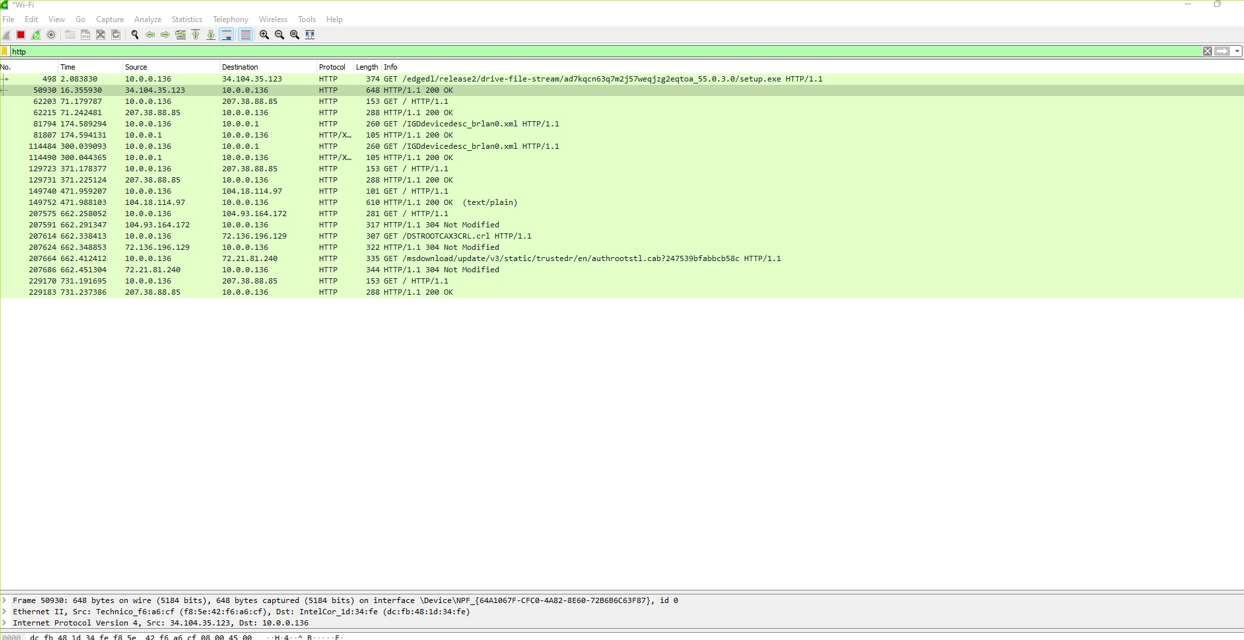 *Wi-Fi
File Edit View Go Capture Analyze Statistics Telephony Wireless Tools Help
http
No. Time Source Destination Protocol Length Info
498 2.083830 10.0.0.136 34.104.35.123 HTTP 374 GET /edgedl/release2/drive-file-stream/ad7kqcn63q7m2j57weqjzg2eqtoa_55.0.3.0/setup.exe HTTP/1.1
50930 16.355930 34.104.35.123 10.0.0.136 HTTP 648 HTTP/1.1 200 OK
62203 71.179787 10.0.0.136 207.38.88.85 HTTP 153 GET / HTTP/1.1
62215 71.242481 207.38.88.85 10.0.0.136 HTTP 288 HTTP/1.1 200 OK
81794 174.589294 10.0.0.136 10.0.0.1 HTTP 260 GET /IGDdevicedesc_brlan0.xml HTTP/1.1
81807 174.594131 10.0.0.1 10.0.0.136 HTTP/X… 105 HTTP/1.1 200 OK
114484 300.039093 10.0.0.136 10.0.0.1 HTTP 260 GET /IGDdevicedesc_brlan0.xml HTTP/1.1
114490 300.044365 10.0.0.1 10.0.0.136 HTTP/X… 105 HTTP/1.1 200 OK
129723 371.178377 10.0.0.136 207.38.88.85 HTTP 153 GET / HTTP/1.1
129731 371.225124 207.38.88.85 10.0.0.136 HTTP 288 HTTP/1.1 200 OK
149740 471.959207 10.0.0.136 104.18.114.97 HTTP 101 GET / HTTP/1.1
149752 471.988103 104.18.114.97 10.0.0.136 HTTP 610 HTTP/1.1 200 OK (text/plain)
207575 662.258052 10.0.0.136 104.93.164.172 HTTP 281 GET / HTTP/1.1
207591 662.291347 104.93.164.172 10.0.0.136 HTTP 317 HTTP/1.1 304 Not Modified
207614 662.338413 10.0.0.136 72.136.196.129 HTTP 307 GET /DSTROOTCAX3CRL.crl HTTP/1.1
207624 662.348853 72.136.196.129 10.0.0.136 HTTP 322 HTTP/1.1 304 Not Modified
207664 662.412412 10.0.0.136 72.21.81.240 HTTP 335 GET /msdownload/update/v3/static/trustedr/en/authrootstl.cab?247539bfabbcb58c HTTP/1.1
207686 662.451304 72.21.81.240 10.0.0.136 HTTP 344 HTTP/1.1 304 Not Modified
229170 731.191695 10.0.0.136 207.38.88.85 HTTP 153 GET / HTTP/1.1
229183 731.237386 207.38.88.85 10.0.0.136 HTTP 288 HTTP/1.1 200 OK
> Frame 50930: 648 bytes on wire (5184 bits), 648 bytes captured (5184 bits) on interface \Device\NPF_{64A1067F-CFC0-4A82-8E60-72B6B6C63F87}, id 0
> Ethernet II, Src: Technico_f6:a6:cf (f8:5e:42:f6:a6:cf), Dst: IntelCor_1d:34:fe (dc:fb:48:1d:34:fe)
> Internet Protocol Version 4, Src: 34.104.35.123, Dst: 10.0.0.136
0000 dc fb 48 1d 34 fe f8 5e 42 f6 a6 cf 08 00 45 00 ··H·4··^ B·····E·